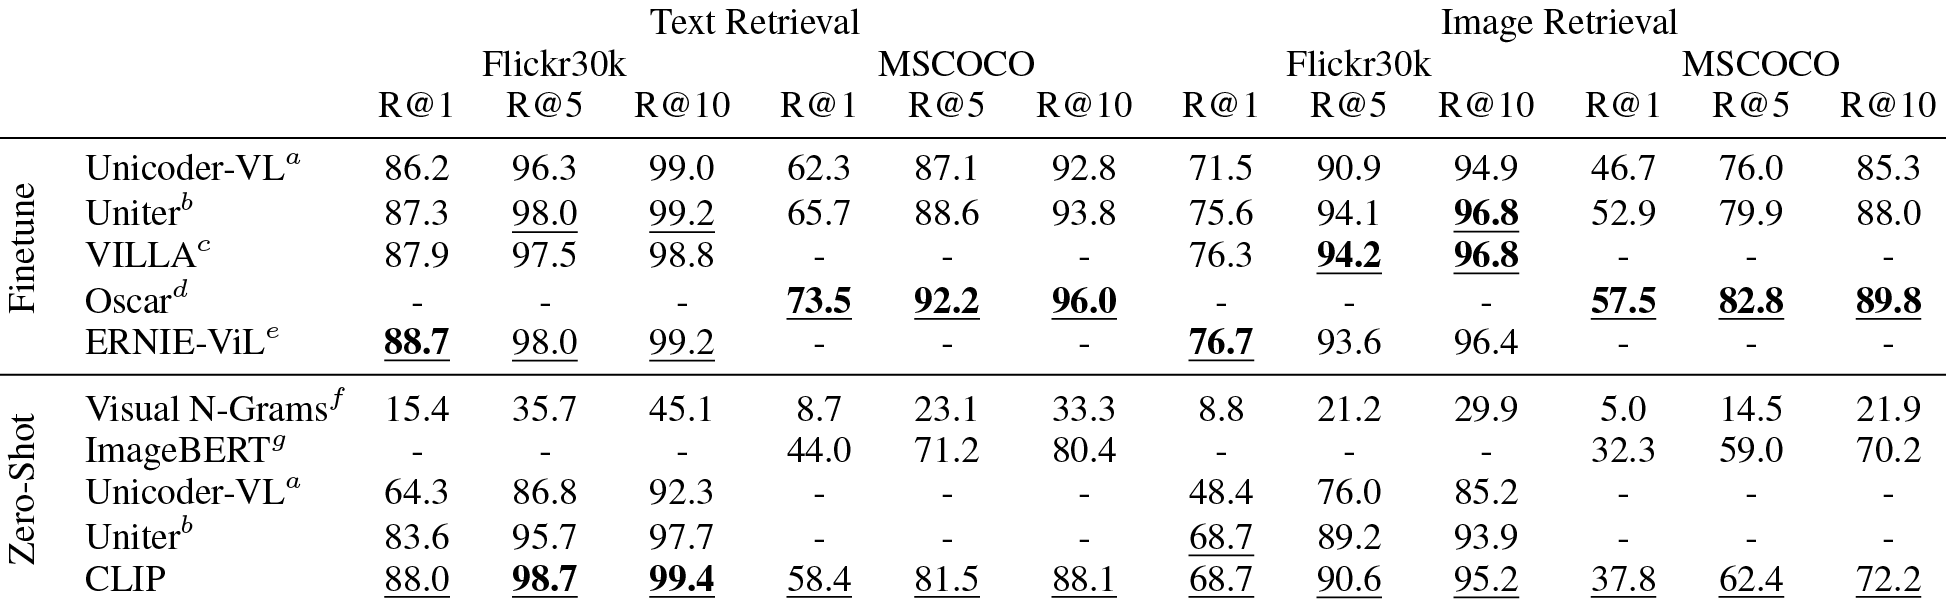 Text Retrieval Image Retrieval
Flickr30k MSCOCO Flickr30k MSCOCO
R@1 R@5 R@10 R@1 R@5 R@10 R@1 R@5 R@10 R@1 R@5 R@10
Finetune
Unicoder-VL^a 86.2 96.3 99.0 62.3 87.1 92.8 71.5 90.9 94.9 46.7 76.0 85.3
Uniter^b 87.3 98.0 99.2 65.7 88.6 93.8 75.6 94.1 96.8 52.9 79.9 88.0
VILLA^c 87.9 97.5 98.8 - - - 76.3 94.2 96.8 - - -
Oscar^d - - - 73.5 92.2 96.0 - - - 57.5 82.8 89.8
ERNIE-ViL^e 88.7 98.0 99.2 - - - 76.7 93.6 96.4 - - -
Zero-Shot
Visual N-Grams^f 15.4 35.7 45.1 8.7 23.1 33.3 8.8 21.2 29.9 5.0 14.5 21.9
ImageBERT^g - - - 44.0 71.2 80.4 - - - 32.3 59.0 70.2
Unicoder-VL^a 64.3 86.8 92.3 - - - 48.4 76.0 85.2 - - -
Uniter^b 83.6 95.7 97.7 - - - 68.7 89.2 93.9 - - -
CLIP 88.0 98.7 99.4 58.4 81.5 88.1 68.7 90.6 95.2 37.8 62.4 72.2